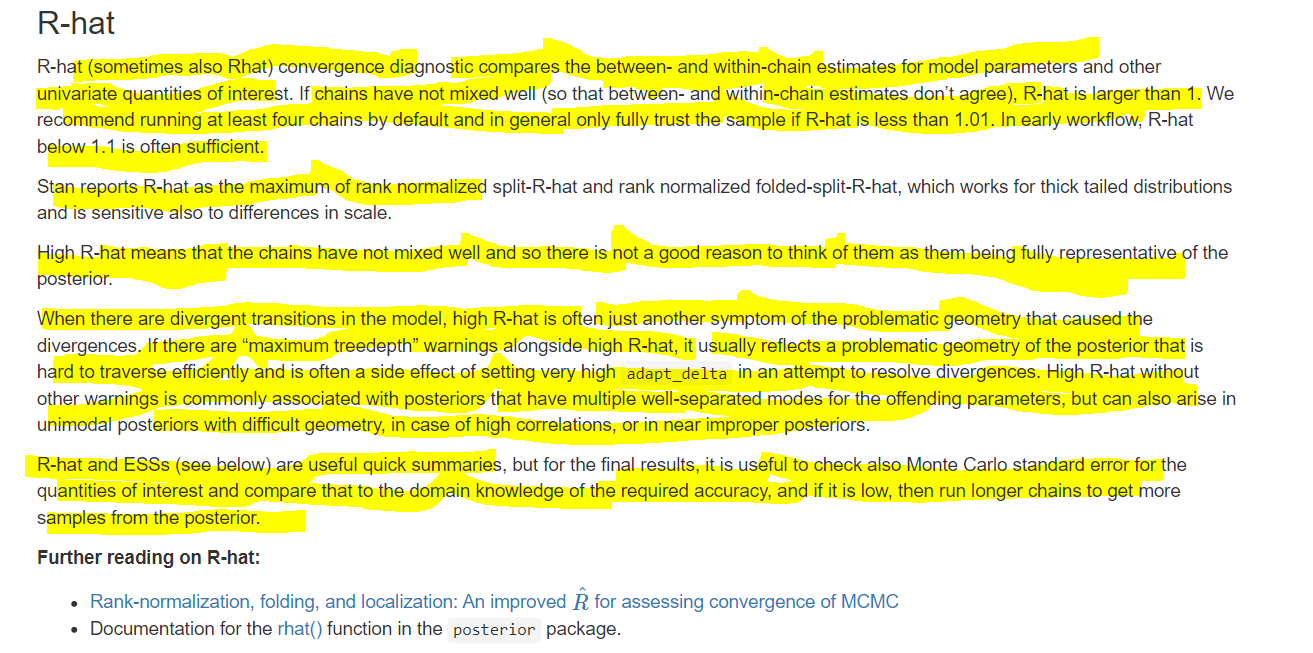 R-hat
R-hat (sometimes also Rhat) convergence diagnostic compares the between- and within-chain estimates for model parameters and other
univariate quantities of interest. If chains have not mixed well (so that between- and within-chain estimates don’t agree), R-hat is larger than 1. We
recommend running at least four chains by default and in general only fully trust the sample if R-hat is less than 1.01. In early workflow, R-hat
below 1.1 is often sufficient.
Stan reports R-hat as the maximum of rank normalized split-R-hat and rank normalized folded-split-R-hat, which works for thick tailed distributions
and is sensitive also to differences in scale.
High R-hat means that the chains have not mixed well and so there is not a good reason to think of them as them being fully representative of the
posterior.
When there are divergent transitions in the model, high R-hat is often just another symptom of the problematic geometry that caused the
divergences. If there are “maximum treedepth” warnings alongside high R-hat, it usually reflects a problematic geometry of the posterior that is
hard to traverse efficiently and is often a side effect of setting very high adapt_delta in an attempt to resolve divergences. High R-hat without
other warnings is commonly associated with posteriors that have multiple well-separated modes for the offending parameters, but can also arise in
unimodal posteriors with difficult geometry, in case of high correlations, or in near improper posteriors.
R-hat and ESSs (see below) are useful quick summaries, but for the final results, it is useful to check also Monte Carlo standard error for the
quantities of interest and compare that to the domain knowledge of the required accuracy, and if it is low, then run longer chains to get more
samples from the posterior.
Further reading on R-hat:
• Rank-normalization, folding, and localization: An improved R̂ for assessing convergence of MCMC
• Documentation for the rhat() function in the posterior package.